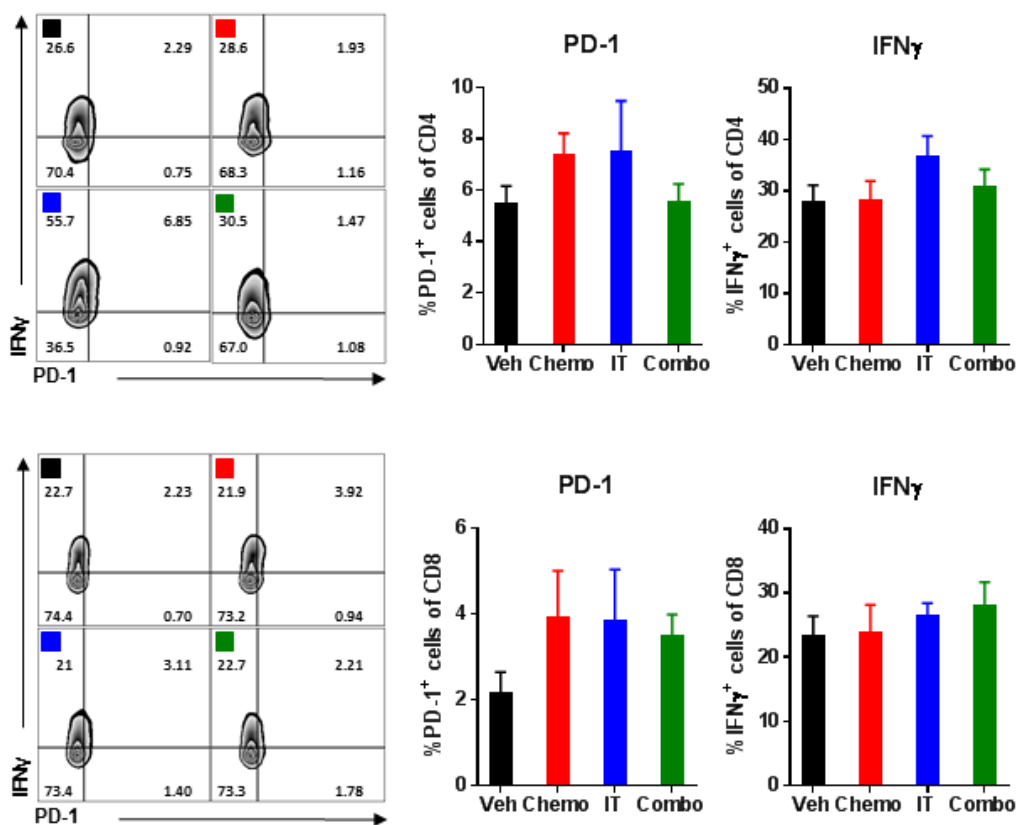 26.6 2.29 28.6 1.93
70.4 0.75 68.3 1.16
55.7 6.85 30.5 1.47
36.5 0.92 67.0 1.08
IFNγ
PD-1
PD-1
% PD-1+ cells of CD4
10
8
6
4
2
0
Veh Chemo IT Combo
IFNγ
% IFNγ+ cells of CD4
50
40
30
20
10
0
Veh Chemo IT Combo
22.7 2.23 21.9 3.92
74.4 0.70 73.2 0.94
21 3.11 22.7 2.21
73.4 1.40 73.3 1.78
IFNγ
PD-1
PD-1
% PD-1+ cells of CD8
6
4
2
0
Veh Chemo IT Combo
IFNγ
% IFNγ+ cells of CD8
40
30
20
10
0
Veh Chemo IT Combo